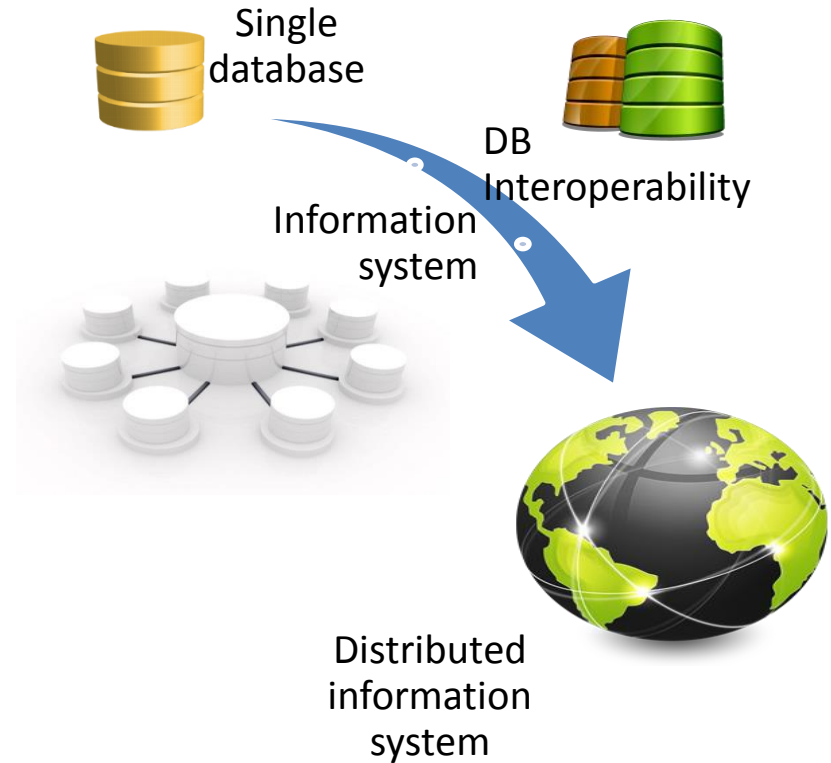 Single
database
DB
Interoperability
Information
system
Distributed
information
system